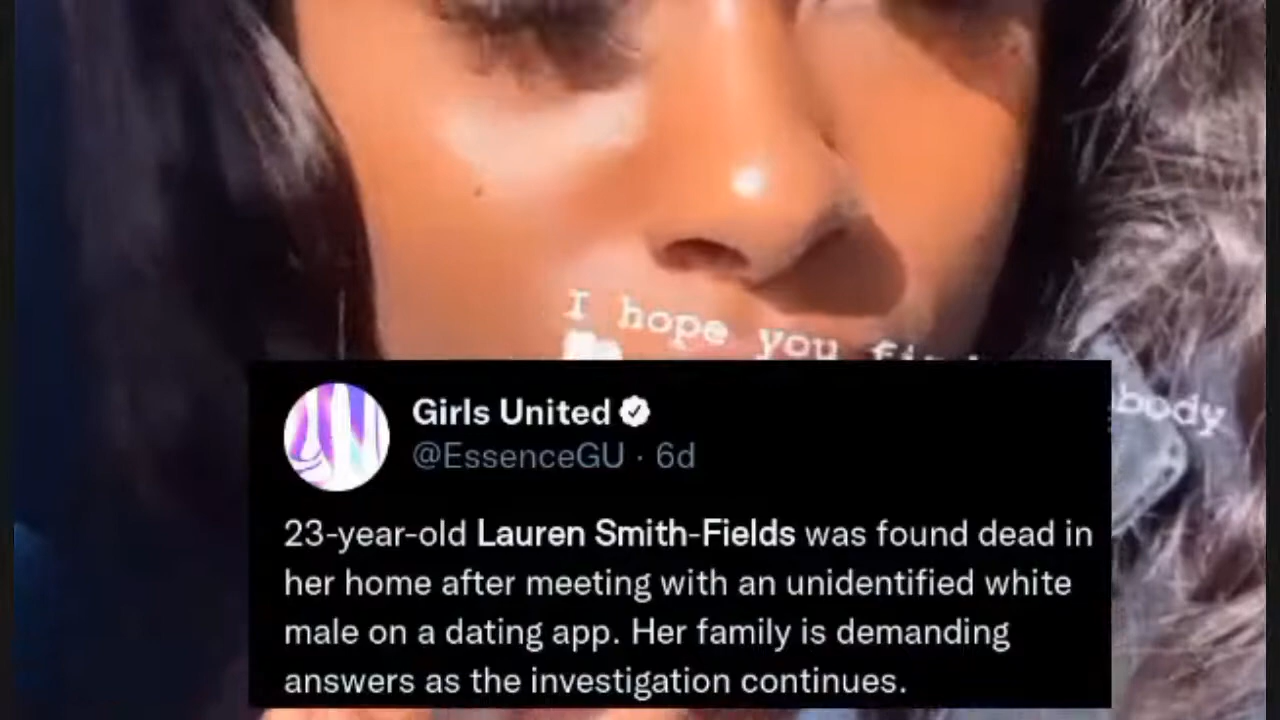 I hope you
body
Girls United
@EssenceGU · 6d
23-year-old Lauren Smith-Fields was found dead in
her home after meeting with an unidentified white
male on a dating app. Her family is demanding
answers as the investigation continues.